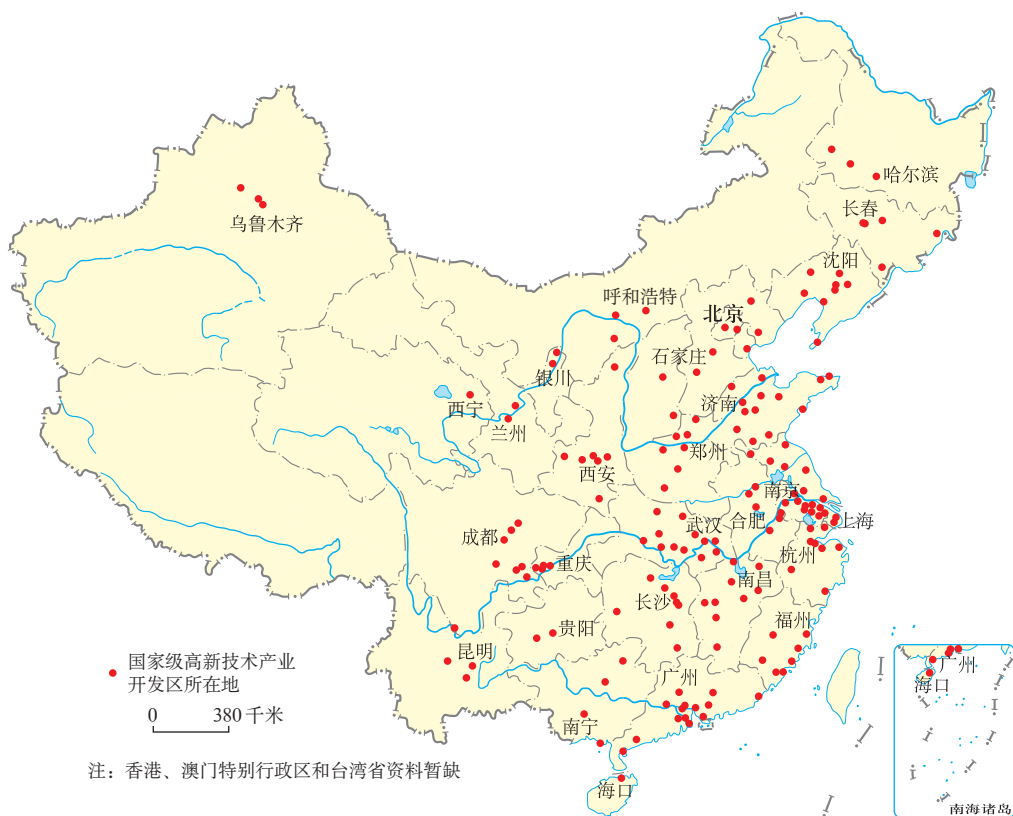 哈尔滨
长春
乌鲁木齐
沈阳
呼和浩特
北京
石家庄
银川
西宁
济南
兰州
郑州
西安
南京
武汉
合肥
上海
成都
杭州
重庆
南昌
长沙
福州
贵阳
昆明
国家级高新技术产业
开发区所在地
广州
广州
海口
0 380千米
南宁
注：香港、澳门特别行政区和台湾省资料暂缺
海口
南海诸岛